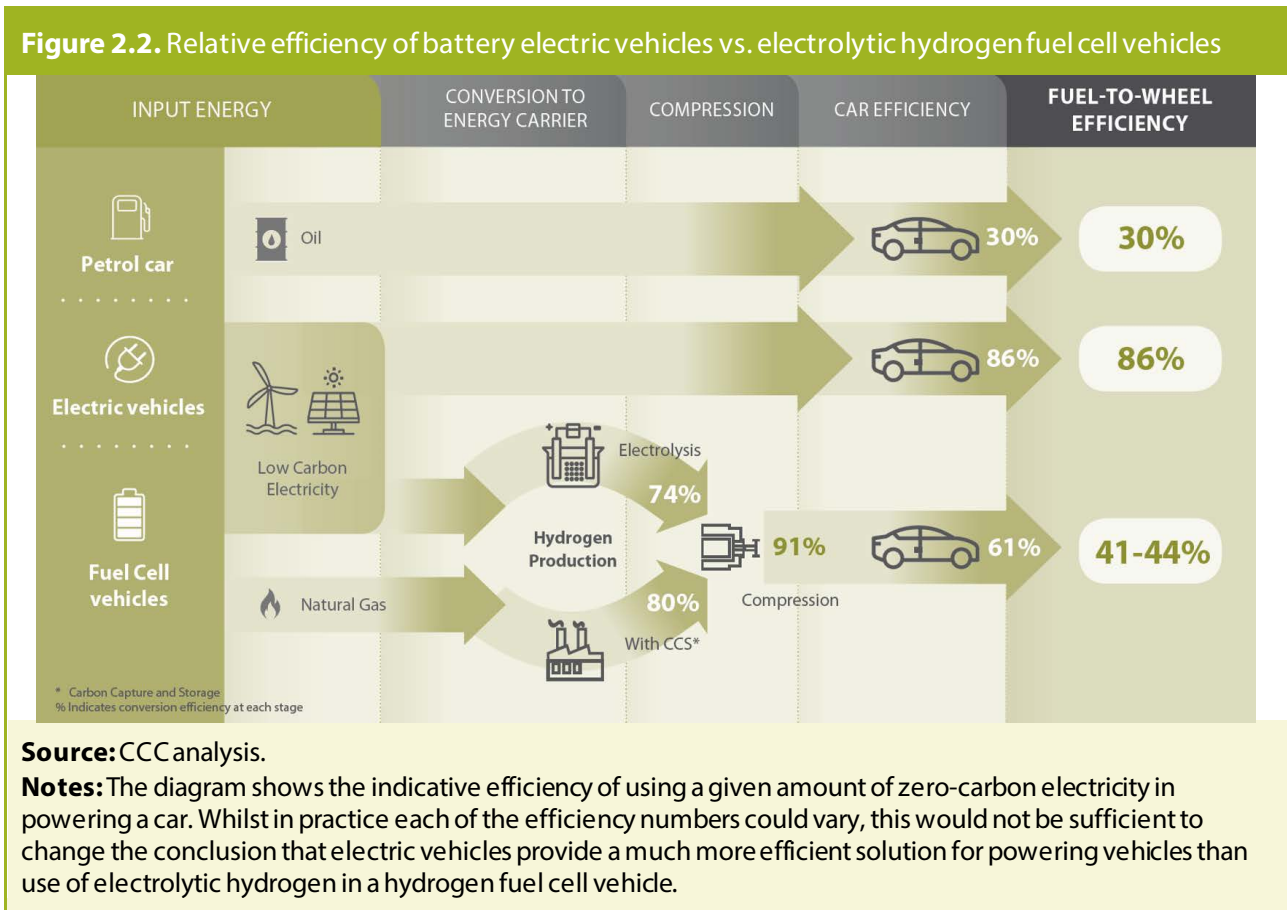 Figure 2.2. Relative efficiency of battery electric vehicles vs. electrolytic hydrogen fuel cell vehicles
INPUT ENERGY
CONVERSION TO
ENERGY CARRIER
COMPRESSION
CAR EFFICIENCY
FUEL-TO-WHEEL
EFFICIENCY
Petrol car
Oil
30%
30%
Electric vehicles
Low Carbon
Electricity
86%
86%
Fuel Cell
vehicles
Natural Gas
Electrolysis
74%
Hydrogen
Production
80%
With CCS*
91%
Compression
61%
41-44%
* Carbon Capture and Storage
% Indicates conversion efficiency at each stage
Source: CCC analysis.
Notes: The diagram shows the indicative efficiency of using a given amount of zero-carbon electricity in
powering a car. Whilst in practice each of the efficiency numbers could vary, this would not be sufficient to
change the conclusion that electric vehicles provide a much more efficient solution for powering vehicles than
use of electrolytic hydrogen in a hydrogen fuel cell vehicle.